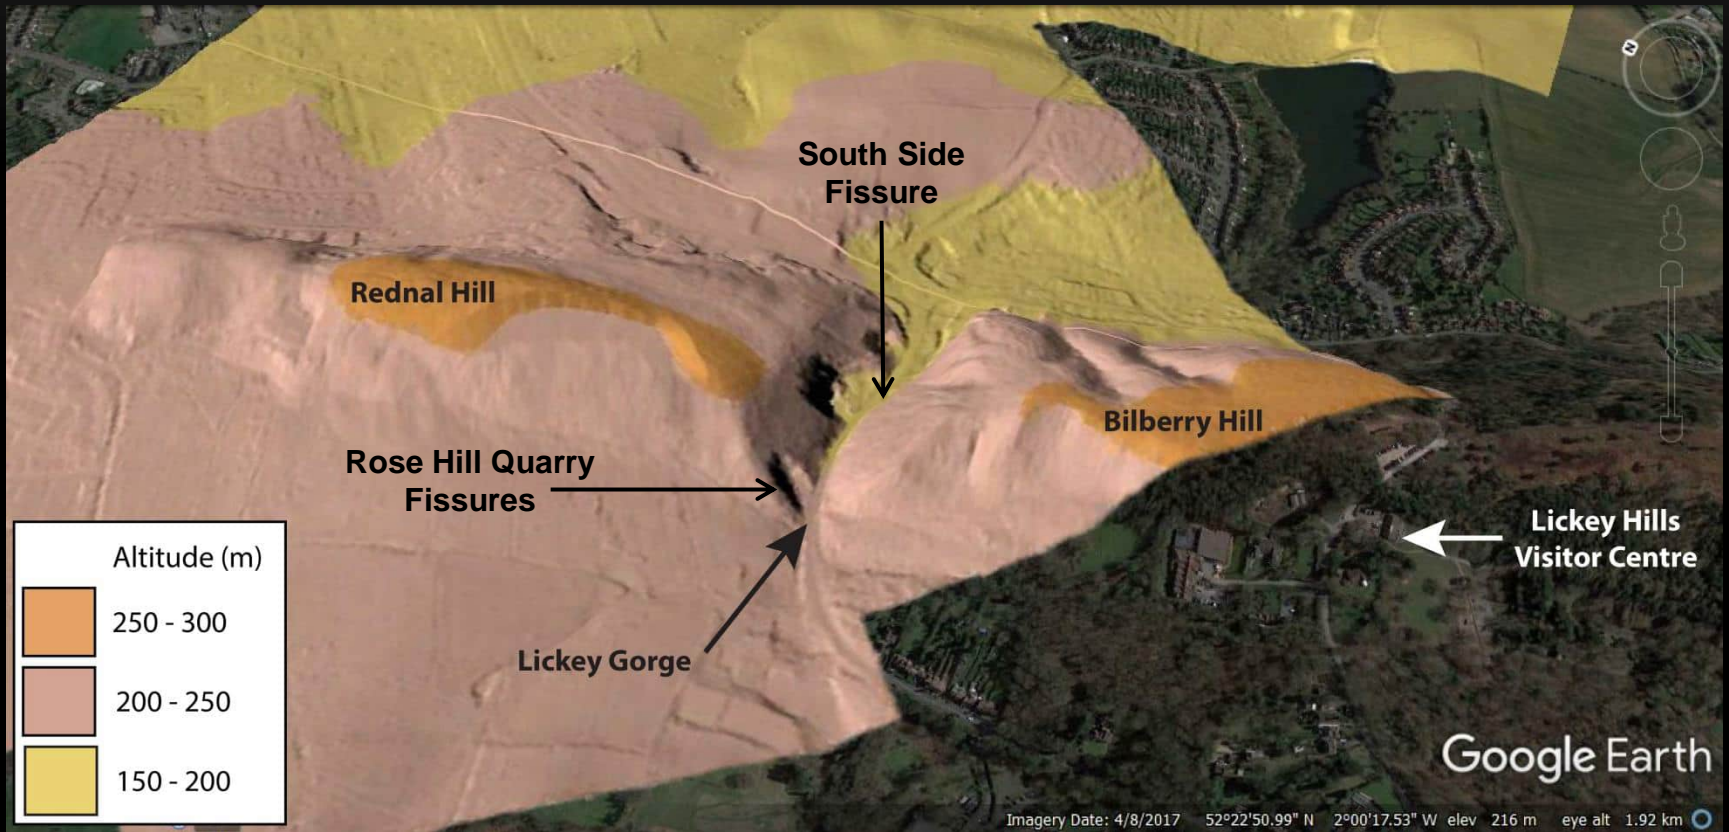 South Side
Fissure
Rednal Hill
Bilberry Hill
Rose Hill Quarry
Fissures
Lickey Hills
Visitor Centre
Lickey Gorge
Altitude (m)
250 - 300
200 - 250
150 - 200
N
Google Earth
Imagery Date: 4/8/2017 52°22'50.99" N 2°00'17.53" W elev 216 m eye alt 1.92 km